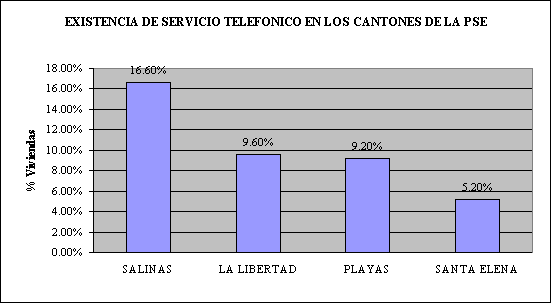 EXISTENCIA DE SERVICIO TELEFONICO EN LOS CANTONES DE LA PSE
% Viviendas
18.00%
16.00%
14.00%
12.00%
10.00%
8.00%
6.00%
4.00%
2.00%
0.00%
16.60%
9.60%
9.20%
5.20%
SALINAS
LA LIBERTAD
PLAYAS
SANTA ELENA